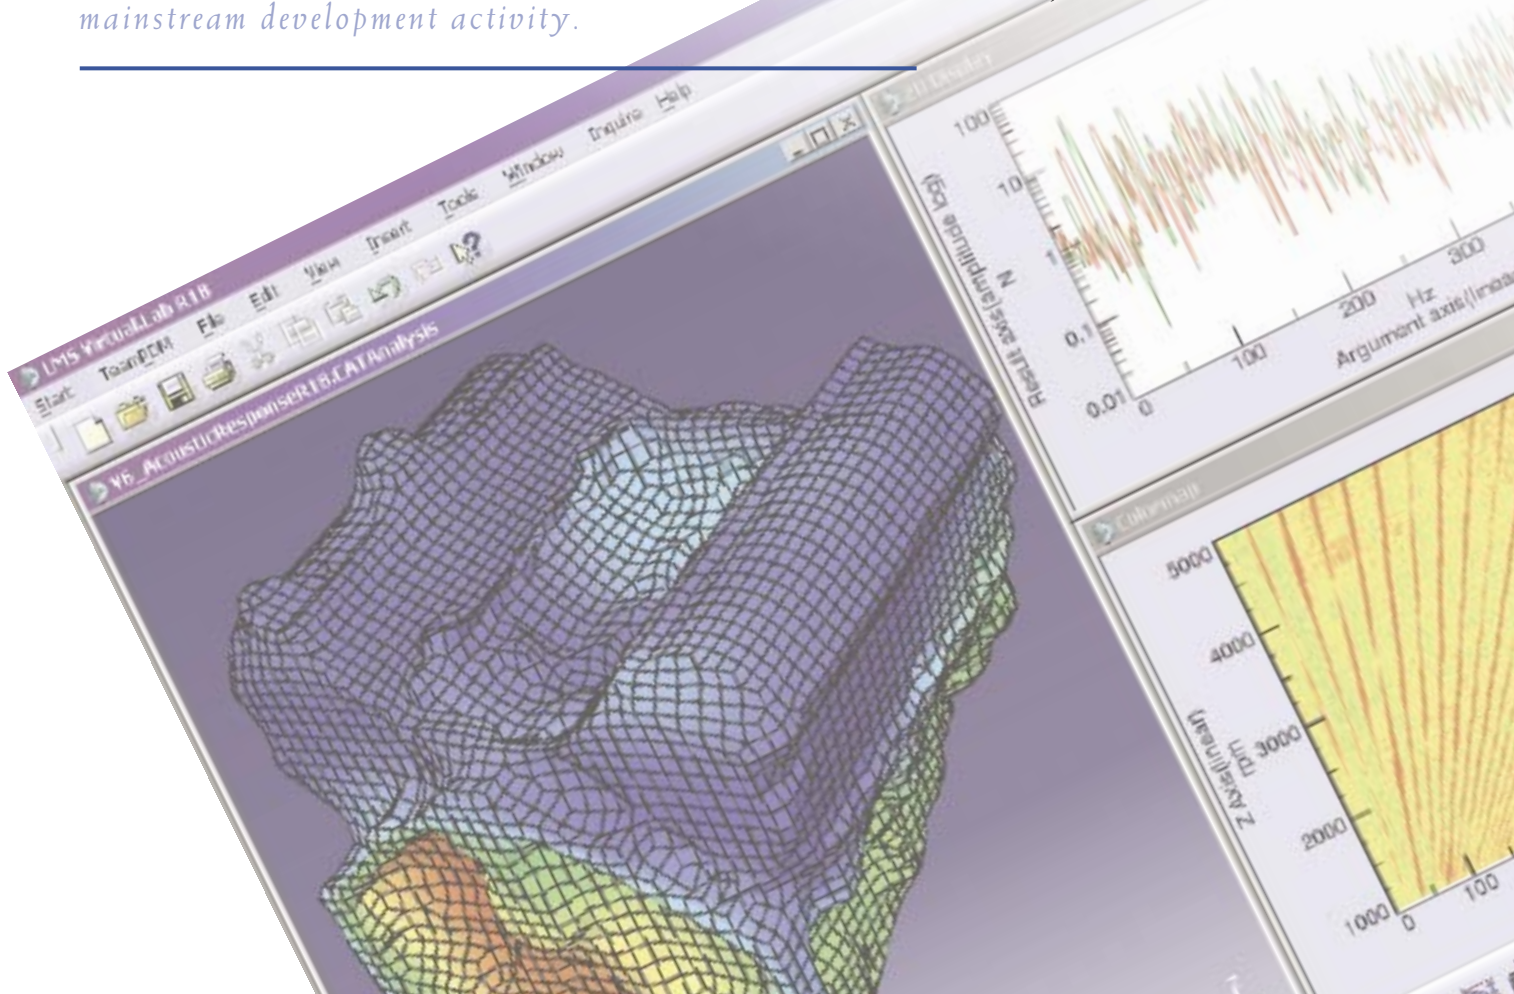 mainstream development activity.
LMS Virtual.Lab R18
Start TeamPDM File Edit View Insert Tools Window Inquire Help
V6_AcousticResponseR18.CATAnalysis
2D Display
100
10
1
0.1
0.01
Result axis(amplitude log)
N
0 100 200 300
Hz
Argument axis(linea
Colormap
5000
4000
3000
2000
1000
Z Axis(linear)
rpm
0 100